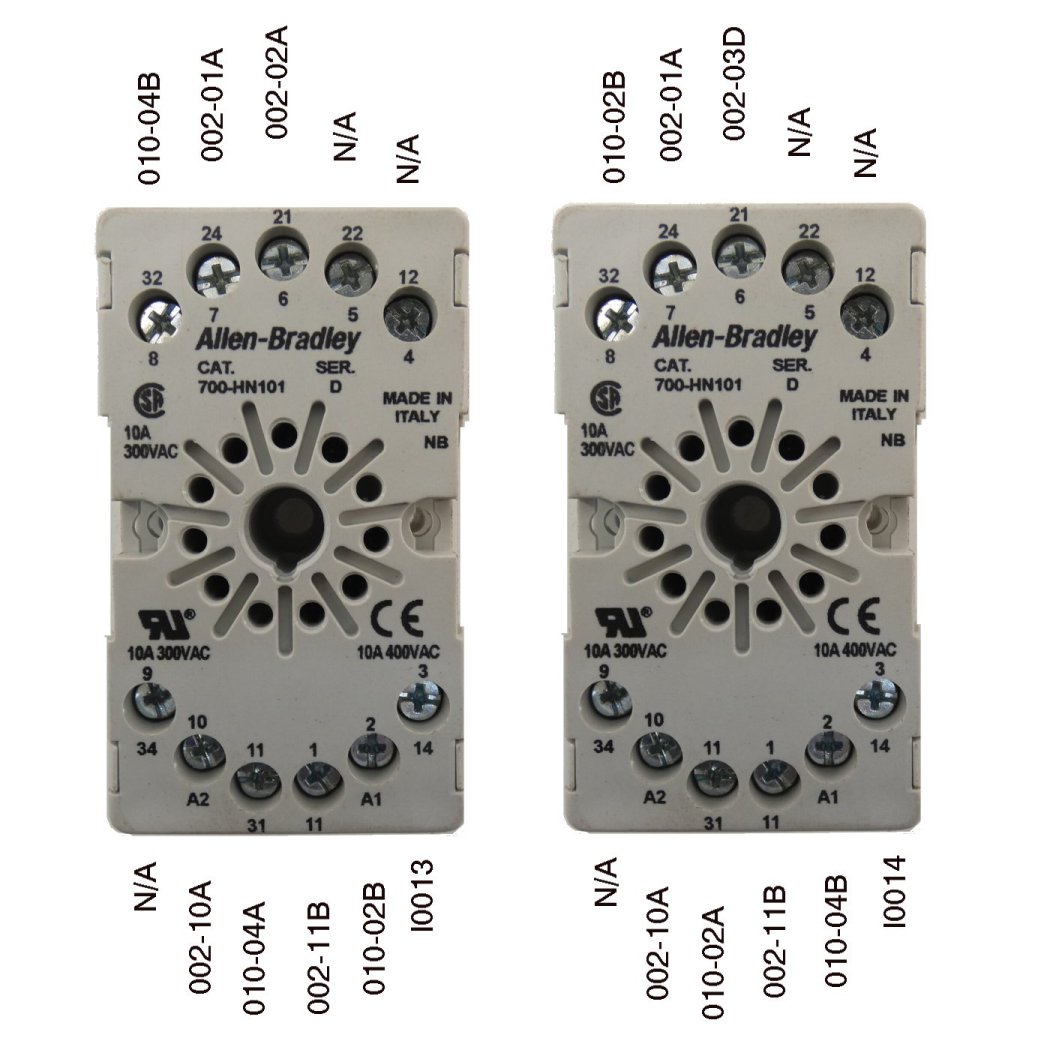 010-04B
002-01A
002-02A
N/A
N/A
010-02B
002-01A
002-03D
N/A
N/A
21
24 22
32 12
6
7 5
8 4
Allen-Bradley
CAT. SER.
700-HN101 D
MADE IN
ITALY
NB
SA
10A
300VAC
RU®
10A 300VAC
CE
10A 400VAC
9 3
10 2
34 11 1 14
A2 A1
31 11
21
24 22
32 12
6
7 5
8 4
Allen-Bradley
CAT. SER.
700-HN101 D
MADE IN
ITALY
NB
SA
10A
300VAC
RU®
10A 300VAC
CE
10A 400VAC
9 3
10 2
34 11 1 14
A2 A1
31 11
N/A
002-10A
010-04A
002-11B
010-02B
I0013
N/A
002-10A
010-02A
002-11B
010-04B
I0014